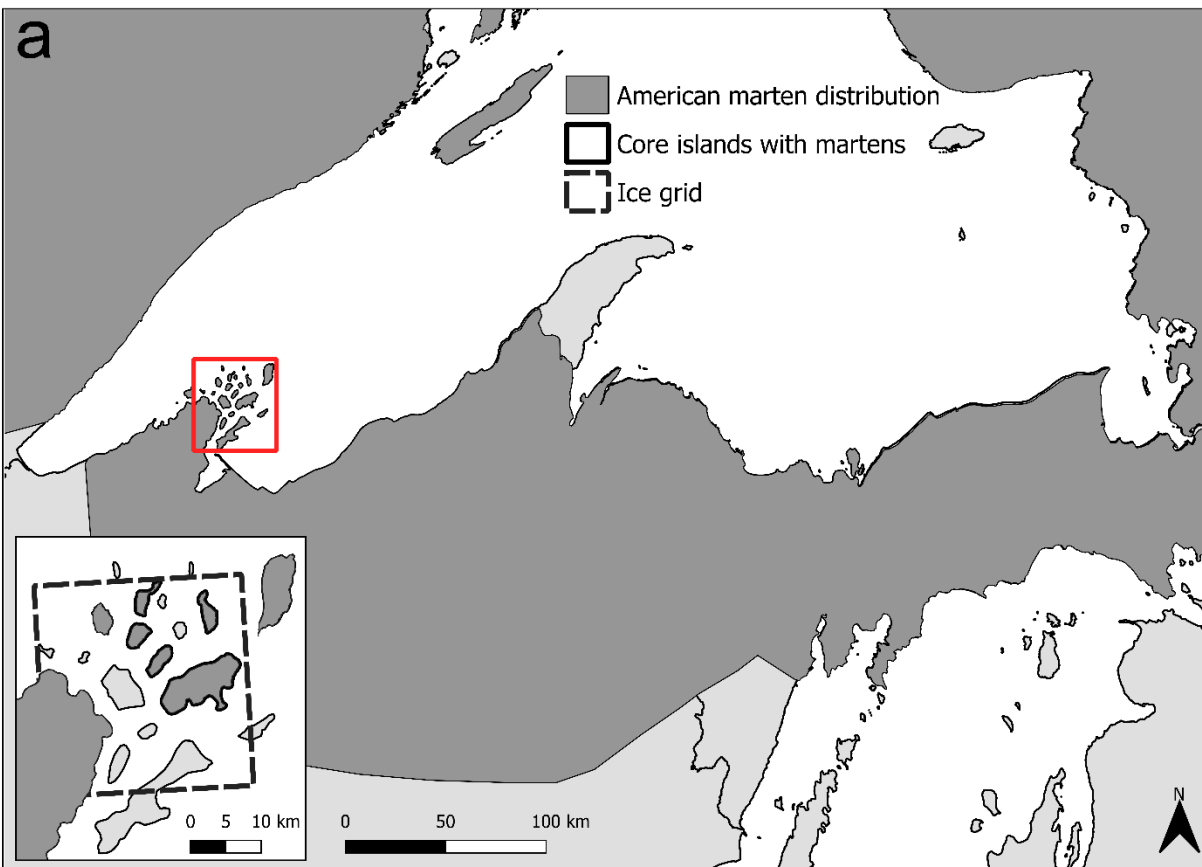 a
American marten distribution
Core islands with martens
Ice grid
0 5 10 km
0 50 100 km
N